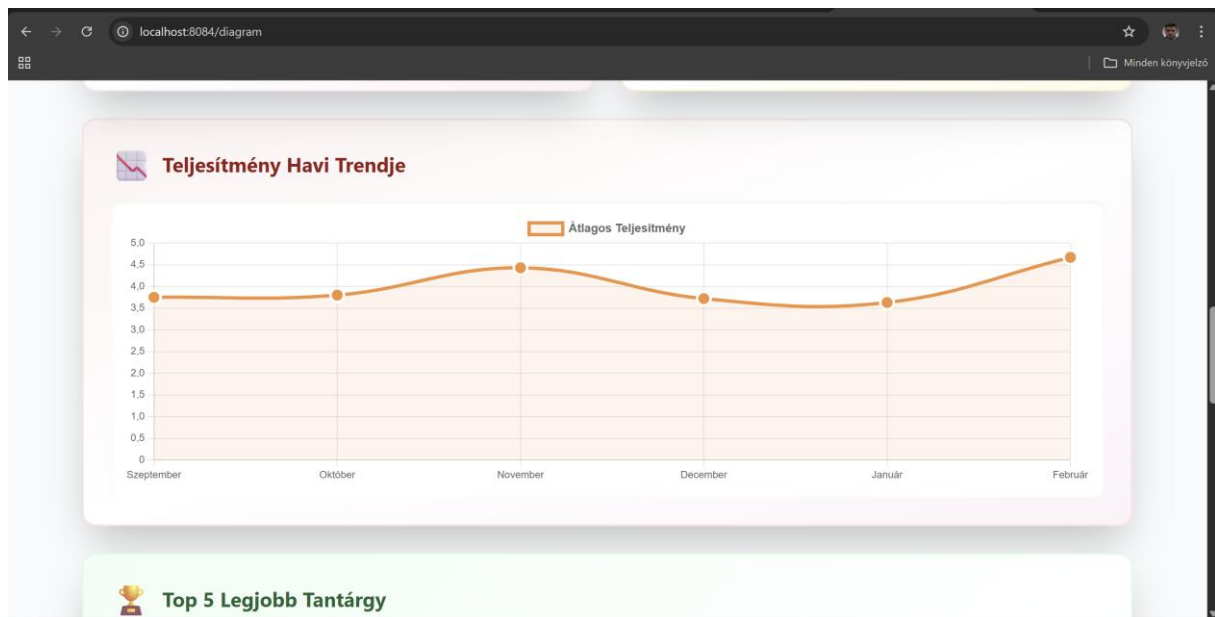 localhost:8084/diagram
Minden könyvjelző
Teljesítmény Havi Trendje
Átlagos Teljesítmény
5,0
4,5
4,0
3,5
3,0
2,5
2,0
1,5
1,0
0,5
0
Szeptember Október November December Január Február
Top 5 Legjobb Tantárgy